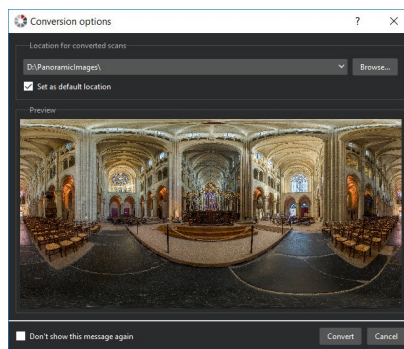 Conversion options
?
Location for converted scans
D:\PanoramicImages\
Browse...
Set as default location
Preview
Don't show this message again
Convert
Cancel